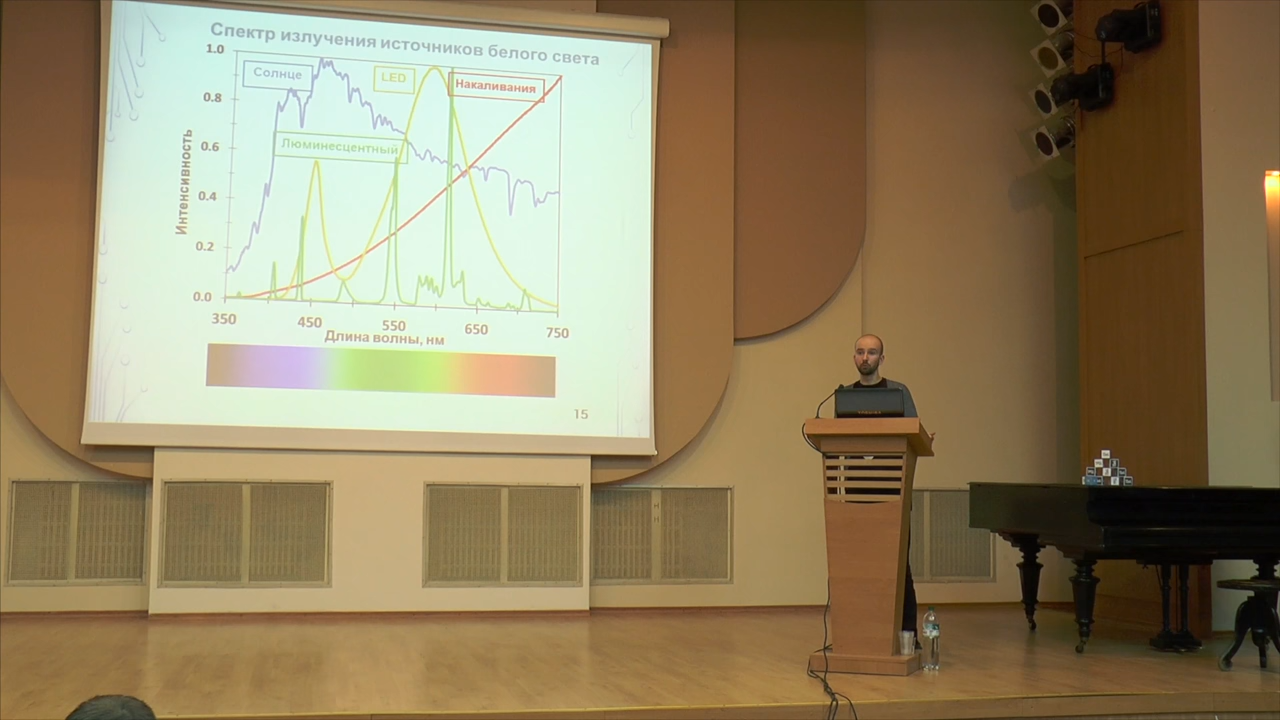 Спектр излучения источников белого света
1.0
0.8
0.6
0.4
0.2
0.0
Интенсивность
Солнце
LED
Накаливания
Люминесцентный
350
450
550
650
750
Длина волны, нм
15